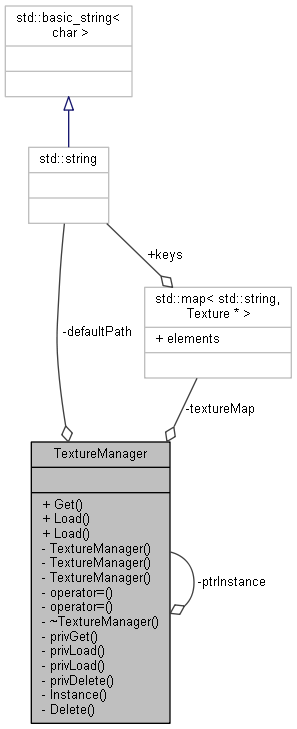 std::basic_string<
char >
std::string
+keys
std::map< std::string,
Texture * >
+ elements
-defaultPath
-textureMap
TextureManager
+ Get()
+ Load()
+ Load()
- TextureManager()
- TextureManager()
- TextureManager()
- operator=()
- operator=()
- ~TextureManager()
- privGet()
- privLoad()
- privLoad()
- privDelete()
- Instance()
- Delete()
-ptrInstance